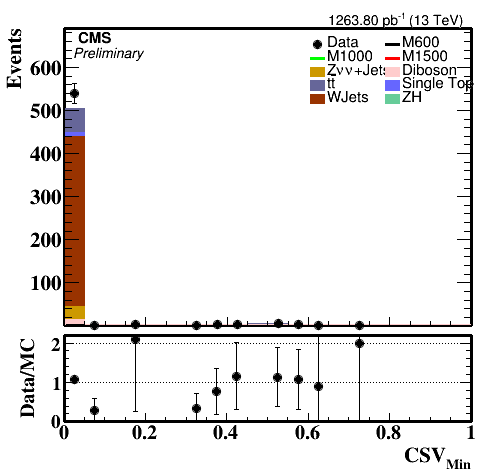 1263.80 pb⁻¹ (13 TeV)
CMS
Preliminary
Data
M600
M1000
M1500
Zνν+Jets
Diboson
tt
Single Top
WJets
ZH
Events
600
500
400
300
200
100
Data/MC
2
1
0
0 0.2 0.4 0.6 0.8 1
CSV_Min